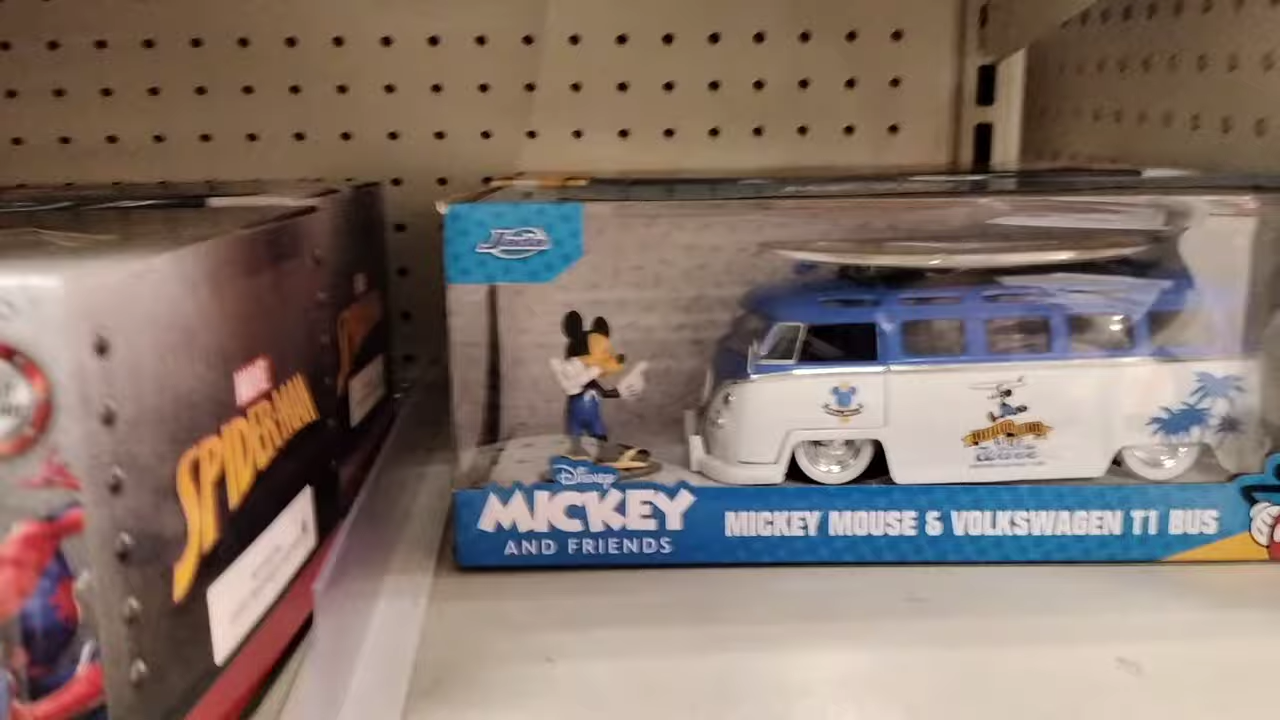 MARVEL
SPIDER-MAN
Jada
DISNEY
MICKEY
AND FRIENDS
MICKEY MOUSE & VOLKSWAGEN T1 BUS